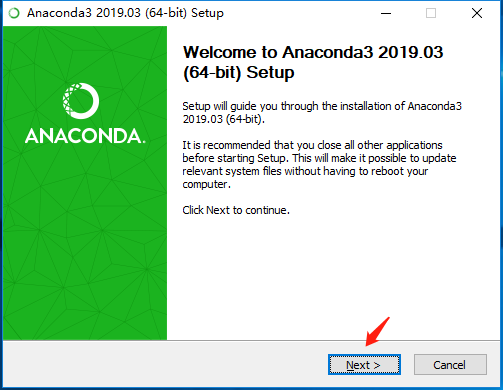 Anaconda3 2019.03 (64-bit) Setup
Welcome to Anaconda3 2019.03
(64-bit) Setup
ANACONDA.
Setup will guide you through the installation of Anaconda3
2019.03 (64-bit).
It is recommended that you close all other applications
before starting Setup. This will make it possible to update
relevant system files without having to reboot your
computer.
Click Next to continue.
Next >
Cancel